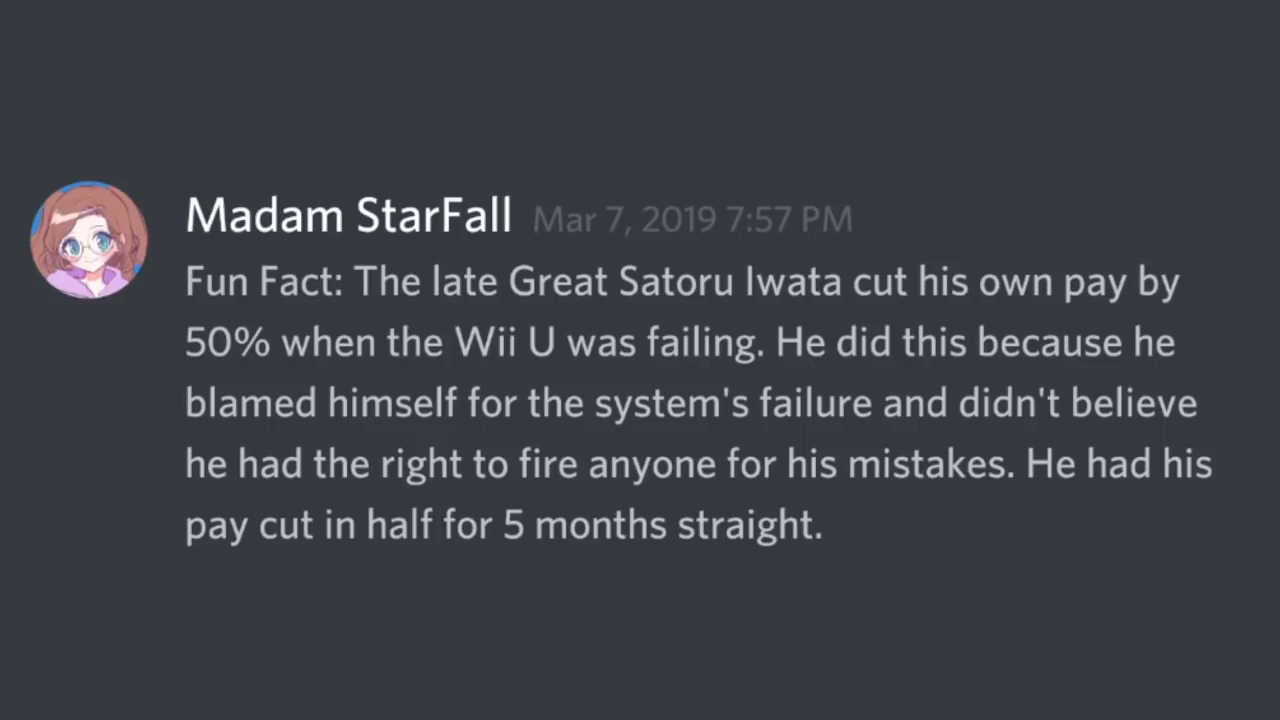 Madam StarFall Mar 7, 2019 7:57 PM
Fun Fact: The late Great Satoru Iwata cut his own pay by
50% when the Wii U was failing. He did this because he
blamed himself for the system's failure and didn't believe
he had the right to fire anyone for his mistakes. He had his
pay cut in half for 5 months straight.